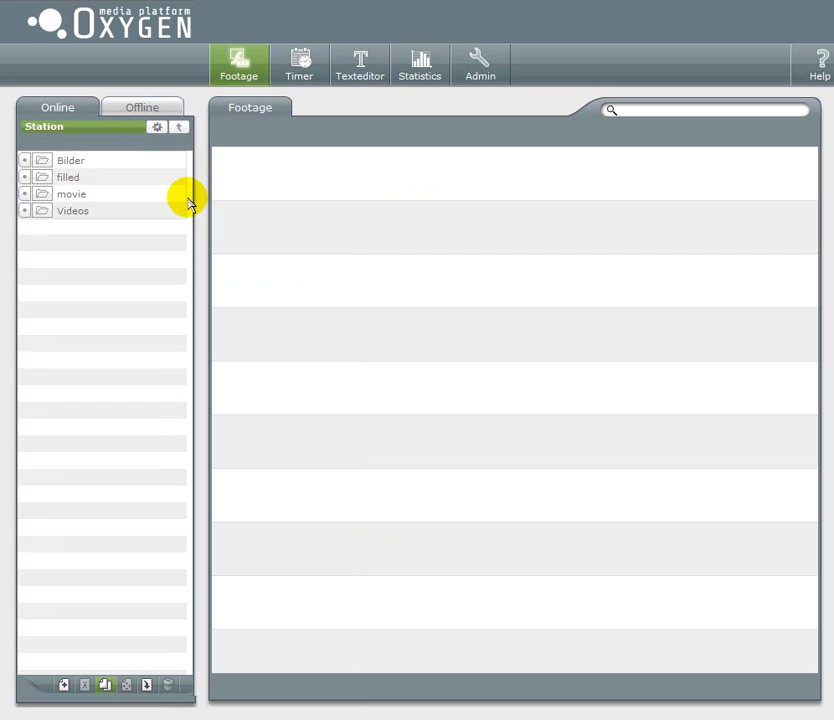 media platform
OXYGEN
Footage
Timer
Texteditor
Statistics
Admin
Help
Online
Offline
Footage
Station
Bilder
filled
movie
Videos